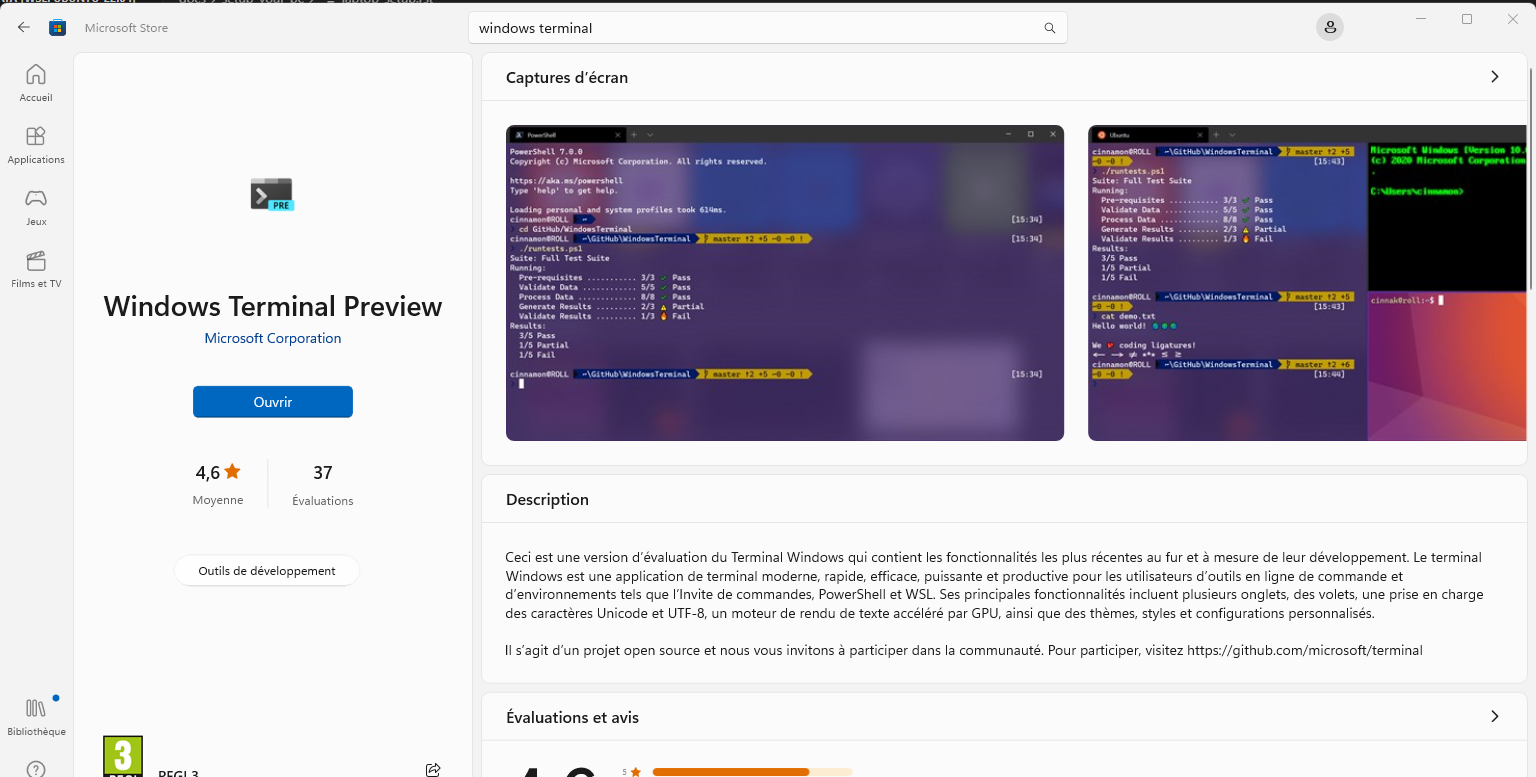 Microsoft Store
windows terminal
Accueil
Applications
Jeux
Films et TV
Bibliothèque
PRE
Windows Terminal Preview
Microsoft Corporation
Ouvrir
4,6
Moyenne
37
Évaluations
Outils de développement
3
PEGI 3
Captures d’écran
PowerShell
PowerShell 7.0.0
Copyright (c) Microsoft Corporation. All rights reserved.
https://aka.ms/powershell
Type 'help' to get help.
Loading personal and system profiles took 614ms.
cinnamon@ROLL ~ [15:34]
cd GitHub/WindowsTerminal
cinnamon@ROLL ~\GitHub\WindowsTerminal master ↑2 +5 ~0 -0 ! [15:34]
./runtests.ps1
Suite: Full Test Suite
Running:
Pre-requisites ........... 3/3 ✓ Pass
Validate Data ............ 5/5 ✓ Pass
Process Data ............. 8/8 ✓ Pass
Generate Results ......... 2/3 ⚠ Partial
Validate Results ......... 1/3 🔥 Fail
Results:
3/5 Pass
1/5 Partial
1/5 Fail
cinnamon@ROLL ~\GitHub\WindowsTerminal master ↑2 +5 ~0 -0 ! [15:34]
Ubuntu
cinnamon@ROLL ~\GitHub\WindowsTerminal master ↑2 +5
~0 -0 ! [15:43]
./runtests.ps1
Suite: Full Test Suite
Running:
Pre-requisites ........... 3/3 ✓ Pass
Validate Data ............ 5/5 ✓ Pass
Process Data ............. 8/8 ✓ Pass
Generate Results ......... 2/3 ⚠ Partial
Validate Results ......... 1/3 🔥 Fail
Results:
3/5 Pass
1/5 Partial
1/5 Fail
cinnamon@ROLL ~\GitHub\WindowsTerminal master ↑2 +5
~0 -0 ! [15:43]
cat demo.txt
Hello world! 🌍🌎🌏
We coding ligatures!
⟵ ⟶ ≠ *** ≤ ≥
cinnamon@ROLL ~\GitHub\WindowsTerminal master ↑2 +6
~0 -0 ! [15:44]
Microsoft Windows [Version 10.
(c) 2020 Microsoft Corporation
.
C:\Users\cinnamon>
cinnak@roll:~$
Description
Ceci est une version d’évaluation du Terminal Windows qui contient les fonctionnalités les plus récentes au fur et à mesure de leur développement. Le terminal
Windows est une application de terminal moderne, rapide, efficace, puissante et productive pour les utilisateurs d’outils en ligne de commande et
d’environnements tels que l’Invite de commandes, PowerShell et WSL. Ses principales fonctionnalités incluent plusieurs onglets, des volets, une prise en charge
des caractères Unicode et UTF-8, un moteur de rendu de texte accéléré par GPU, ainsi que des thèmes, styles et configurations personnalisés.
Il s’agit d’un projet open source et nous vous invitons à participer dans la communauté. Pour participer, visitez https://github.com/microsoft/terminal
Évaluations et avis
5